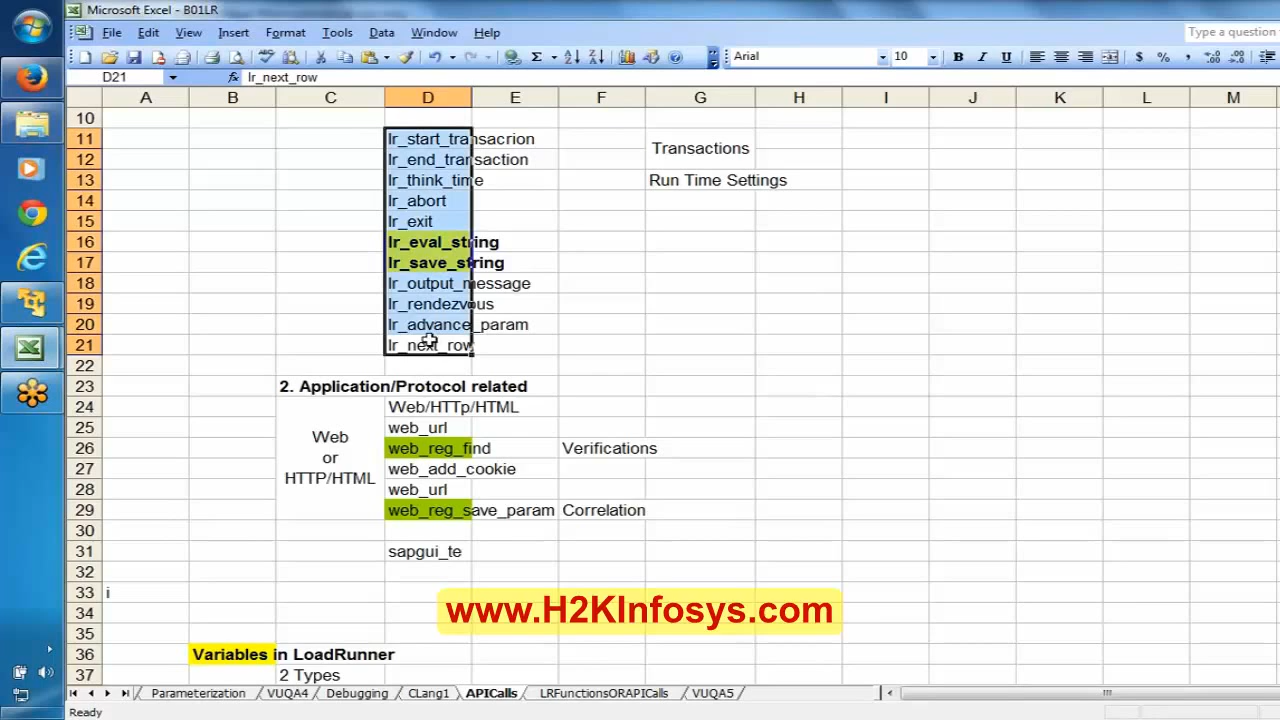 Microsoft Excel - B01LR
File Edit View Insert Format Tools Data Window Help
Type a question
Arial 10 B I U $ %
D21 fx lr_next_row
A B C D E F G H I J K L M
10
11 lr_start_transacrion
Transactions
12 lr_end_transaction
13 lr_think_time Run Time Settings
14 lr_abort
15 lr_exit
16 lr_eval_string
17 lr_save_string
18 lr_output_message
19 lr_rendezvous
20 lr_advance_param
21 lr_next_row
22
23 2. Application/Protocol related
24 Web/HTTp/HTML
25 web_url
Web
or
HTTP/HTML
26 web_reg_find Verifications
27 web_add_cookie
28 web_url
29 web_reg_save_param Correlation
30
31 sapgui_te
32
33 i
34
www.H2KInfosys.com
35
36 Variables in LoadRunner
37 2 Types
Parameterization VUQA4 Debugging CLang1 APICalls LRFunctionsORAPICalls VUQA5
Ready